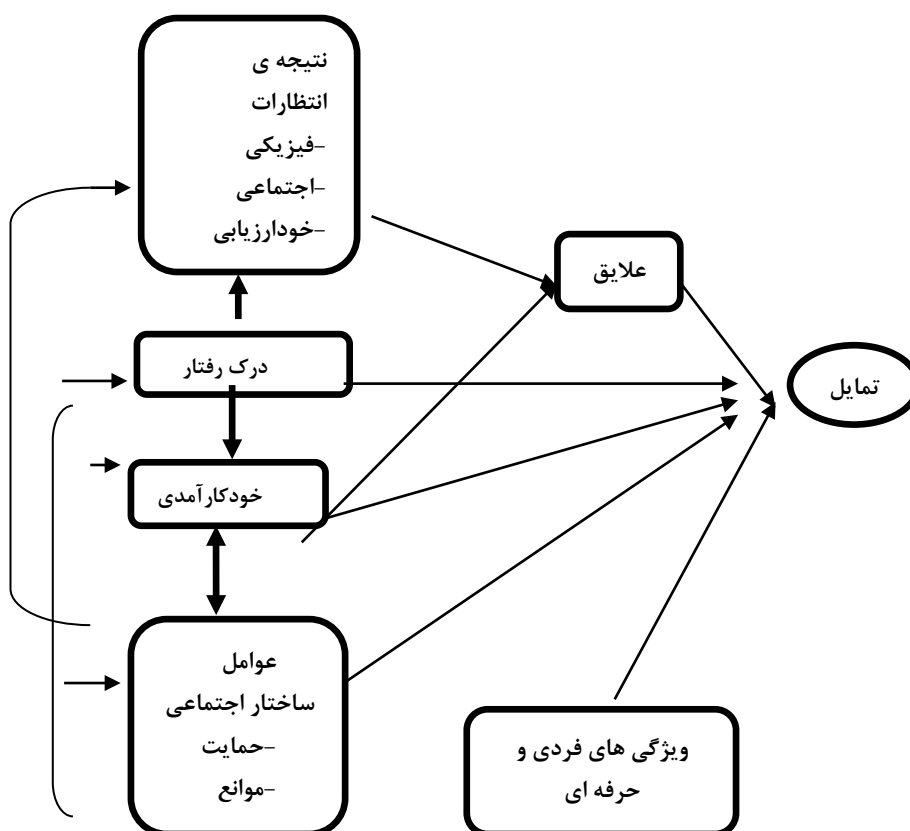 نتیجه ی
انتظارات
-فیزیکی
-اجتماعی
-خودارزیابی
علایق
درک رفتار
تمایل
خودکارآمدی
عوامل
ساختار اجتماعی
-حمایت
-موانع
ویژگی های فردی و
حرفه ای